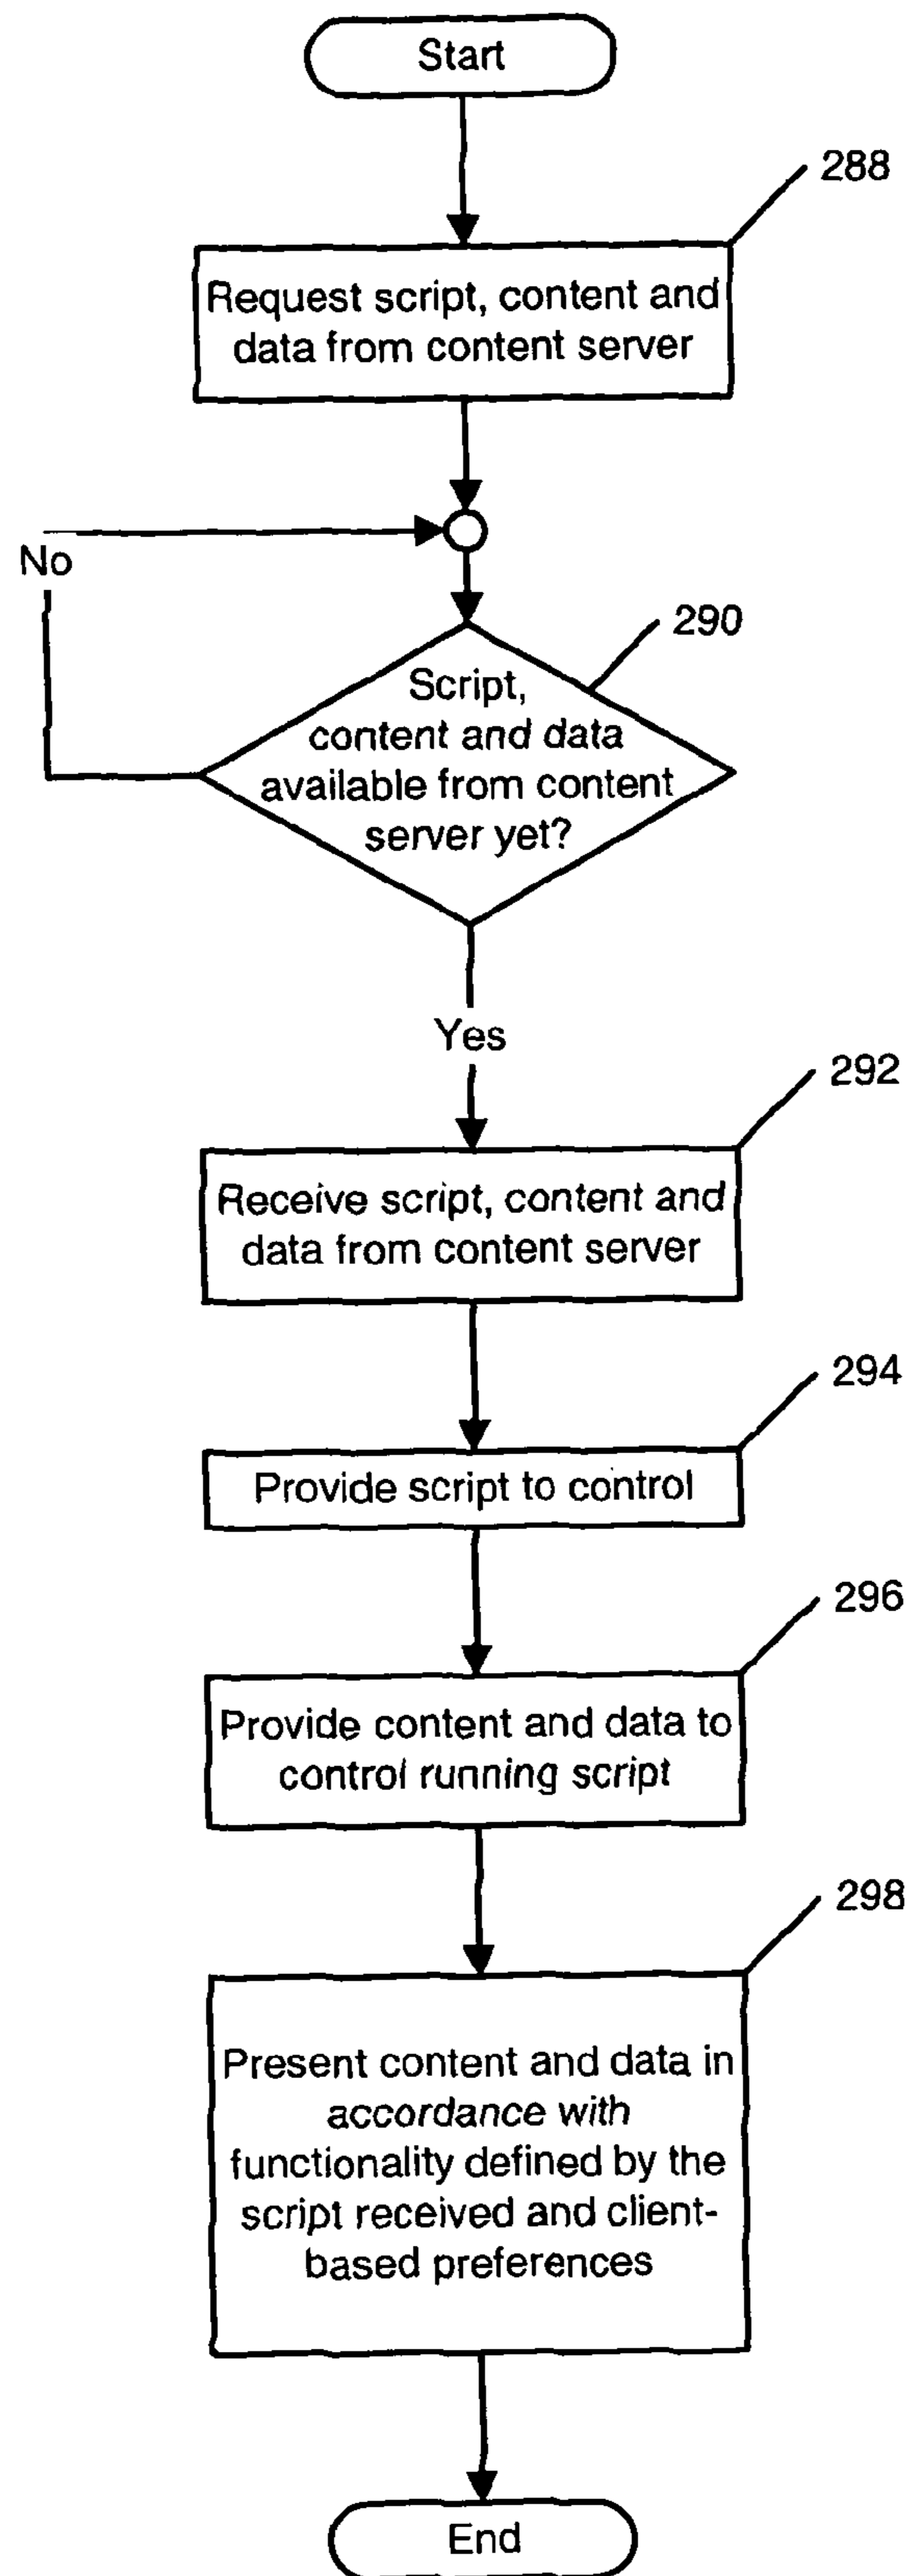 Start
288
Request script, content and
data from content server
No
290
Script,
content and data
available from content
server yet?
Yes
292
Receive script, content and
data from content server
294
Provide script to control
296
Provide content and data to
control running script
298
Present content and data in
accordance with
functionality defined by the
script received and client-
based preferences
End